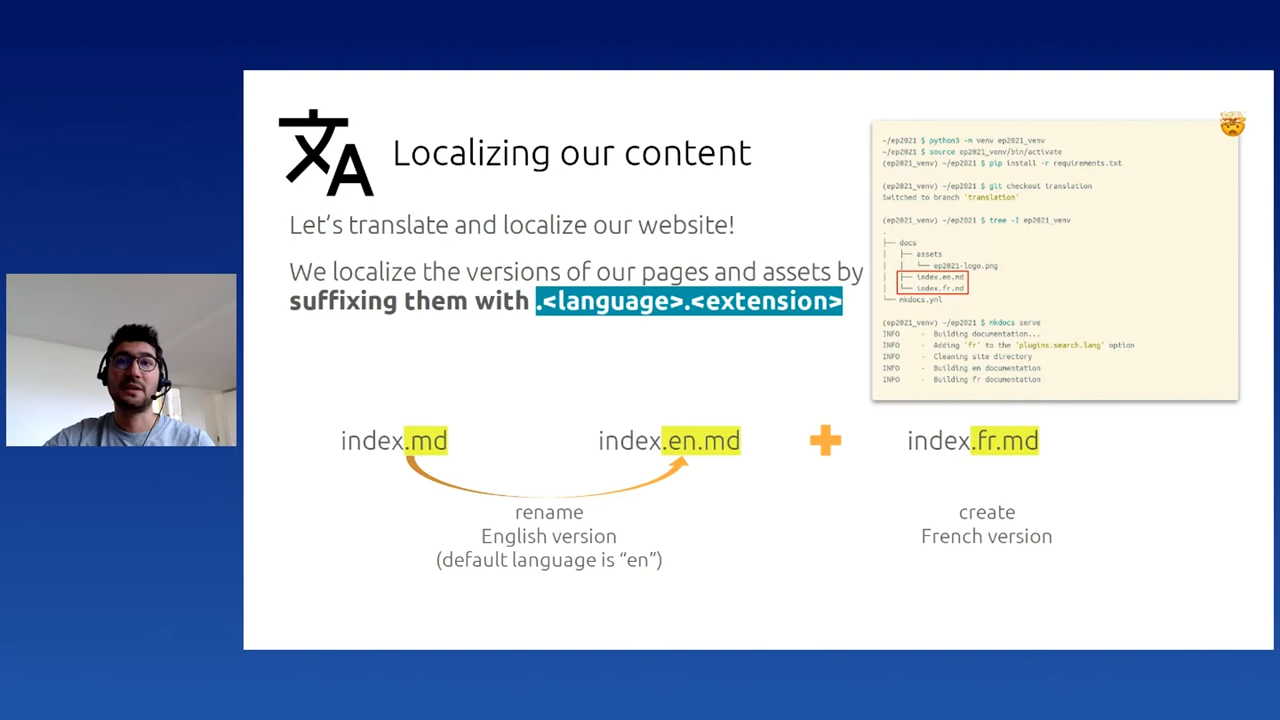 文A
Localizing our content
Let's translate and localize our website!
We localize the versions of our pages and assets by
suffixing them with .<language>.<extension>
~/ep2021 $ python3 -m venv ep2021_venv
~/ep2021 $ source ep2021_venv/bin/activate
(ep2021_venv) ~/ep2021 $ pip install -r requirements.txt
(ep2021_venv) ~/ep2021 $ git checkout translation
Switched to branch 'translation'
(ep2021_venv) ~/ep2021 $ tree -I ep2021_venv
.
├── docs
│   ├── assets
│   │   └── ep2021-logo.png
│   ├── index.en.md
│   └── index.fr.md
└── mkdocs.yml
(ep2021_venv) ~/ep2021 $ mkdocs serve
INFO - Building documentation...
INFO - Adding 'fr' to the 'plugins.search.lang' option
INFO - Cleaning site directory
INFO - Building en documentation
INFO - Building fr documentation
index.md index.en.md + index.fr.md
rename
English version
(default language is "en")
create
French version